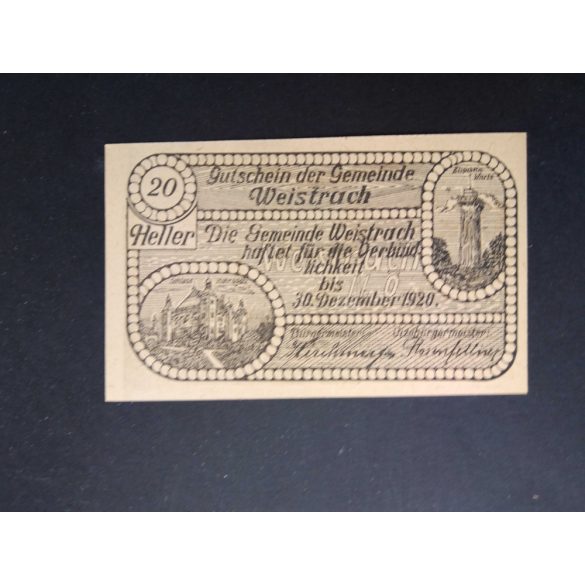 20
Heller
Gutschein der Gemeinde
Weistrach
Die Gemeinde Weistrach
haftet für die Verbind-
lichkeit
bis
30. Dezember 1920.
Bürgermeister:
Vizebürgermeister: